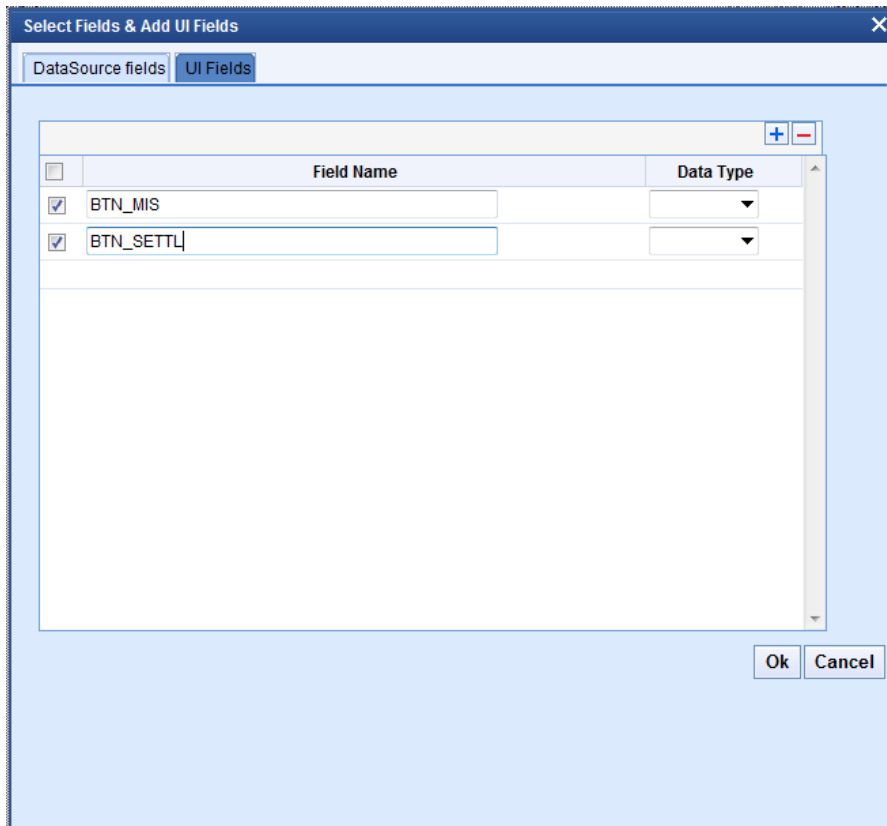 Select Fields & Add UI Fields
DataSource fields UI Fields
Field Name Data Type
BTN_MIS
BTN_SETTL
Ok Cancel